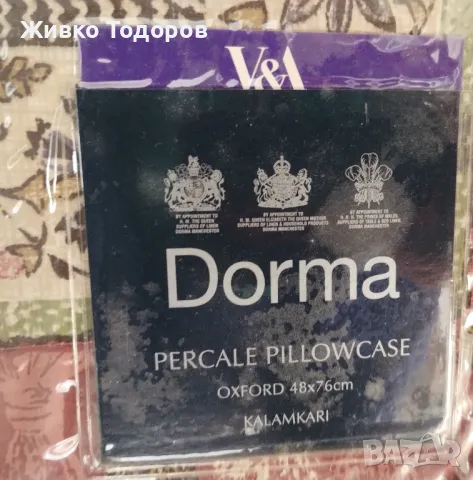 Живко Тодоров
V&A
BY APPOINTMENT TO
H. M. THE QUEEN
SUPPLIERS OF LINEN
DORMA MANCHESTER
BY APPOINTMENT TO
H. M. QUEEN ELIZABETH THE QUEEN MOTHER
SUPPLIERS OF LINEN & HOUSEHOLD PRODUCTS
DORMA MANCHESTER
BY APPOINTMENT TO
H. R. H. THE PRINCE OF WALES
SUPPLIERS OF TABLE & BED LINEN
DORMA MANCHESTER
Dorma
PERCALE PILLOWCASE
OXFORD 48x76cm
KALAMKARI
BAZAR